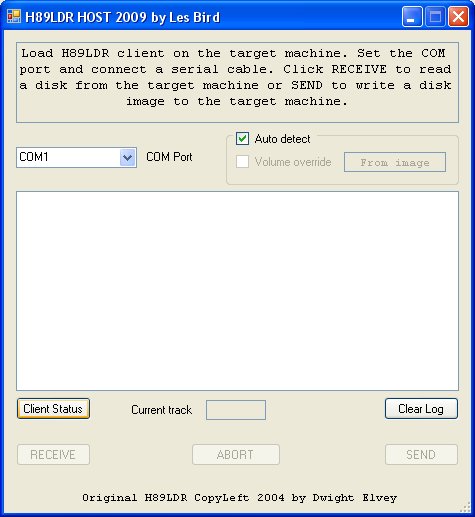 H89LDR HOST 2009 by Les Bird
Load H89LDR client on the target machine. Set the COM
port and connect a serial cable. Click RECEIVE to read
a disk from the target machine or SEND to write a disk
image to the target machine.
Auto detect
COM1 COM Port
Volume override From image
Client Status Current track Clear Log
RECEIVE ABORT SEND
Original H89LDR CopyLeft 2004 by Dwight Elvey